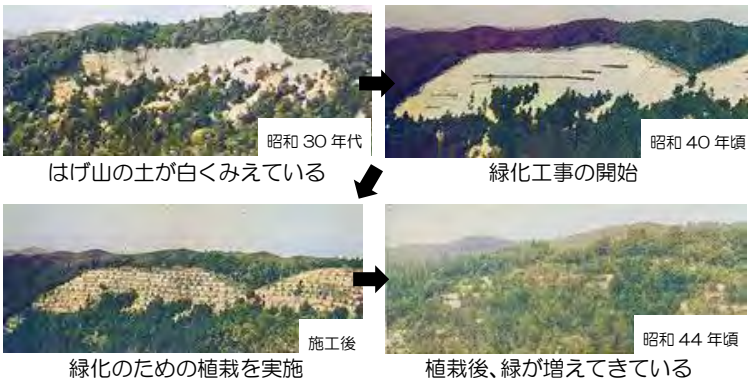 昭和 30 年代
はげ山の土が白くみえている
昭和 40 年頃
緑化工事の開始
施工後
緑化のための植栽を実施
昭和 44 年頃
植栽後、緑が増えてきている